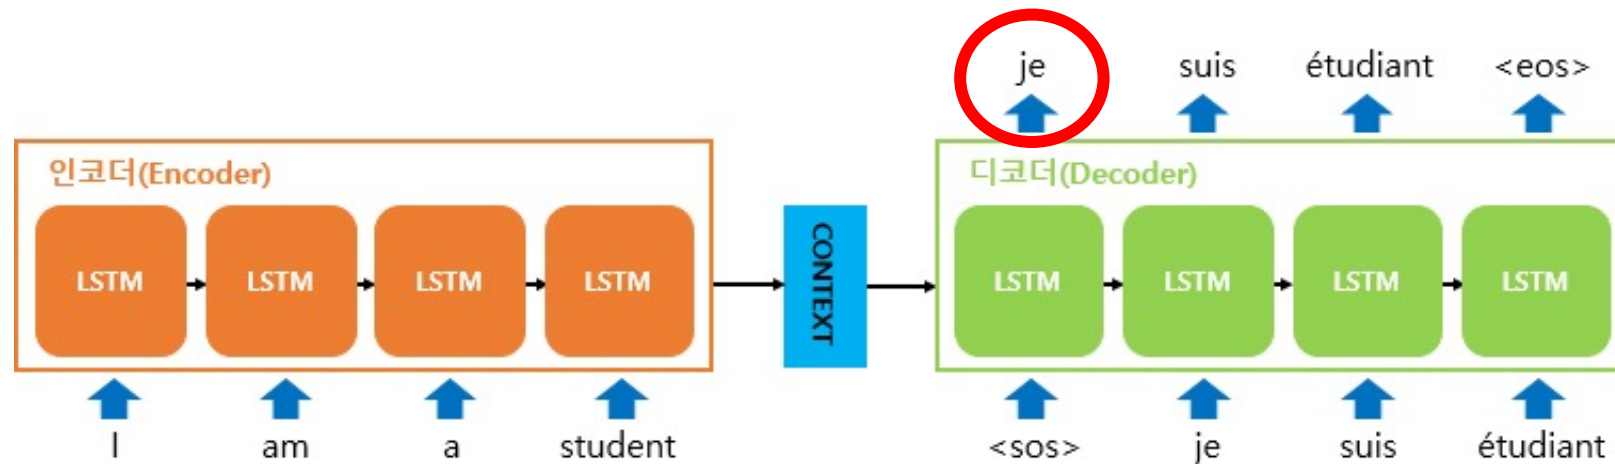 je suis étudiant <eos>
인코더(Encoder)
디코더(Decoder)
LSTM LSTM LSTM LSTM
CONTEXT
LSTM LSTM LSTM LSTM
I am a student
<sos> je suis étudiant